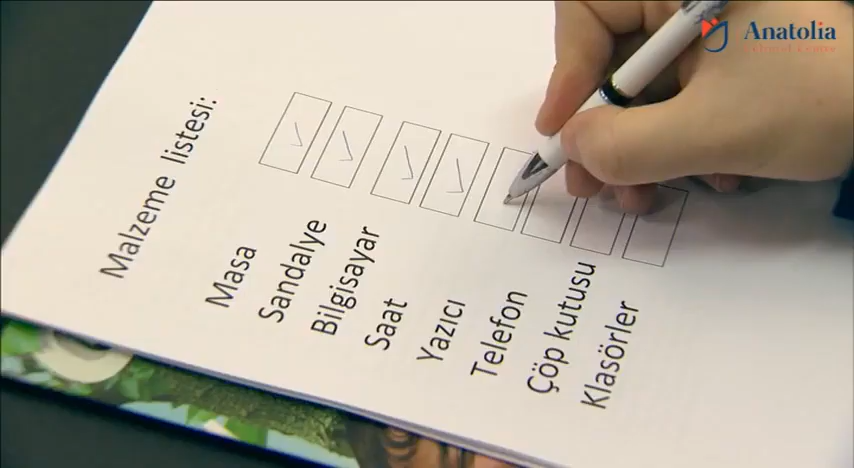 Anatolia
Malzeme listesi:
Masa
Sandalye
Bilgisayar
Saat
Yazıcı
Telefon
Çöp kutusu
Klasörler